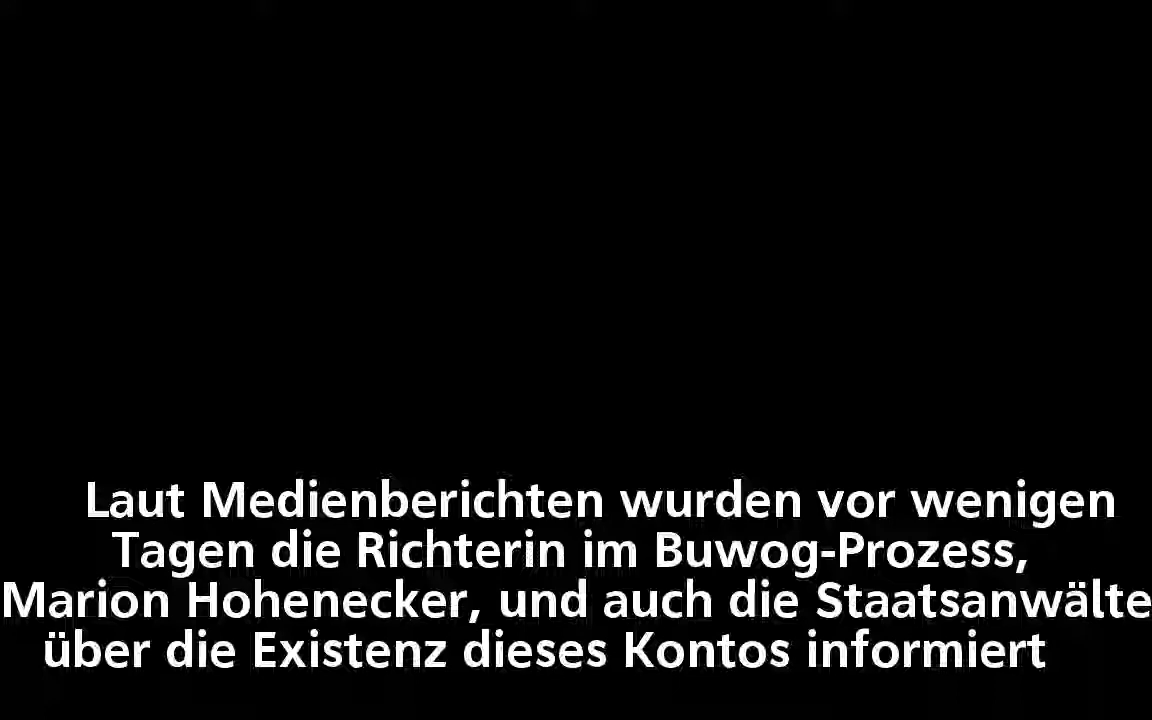 Laut Medienberichten wurden vor wenigen
Tagen die Richterin im Buwog-Prozess,
Marion Hohenecker, und auch die Staatsanwälte
über die Existenz dieses Kontos informiert